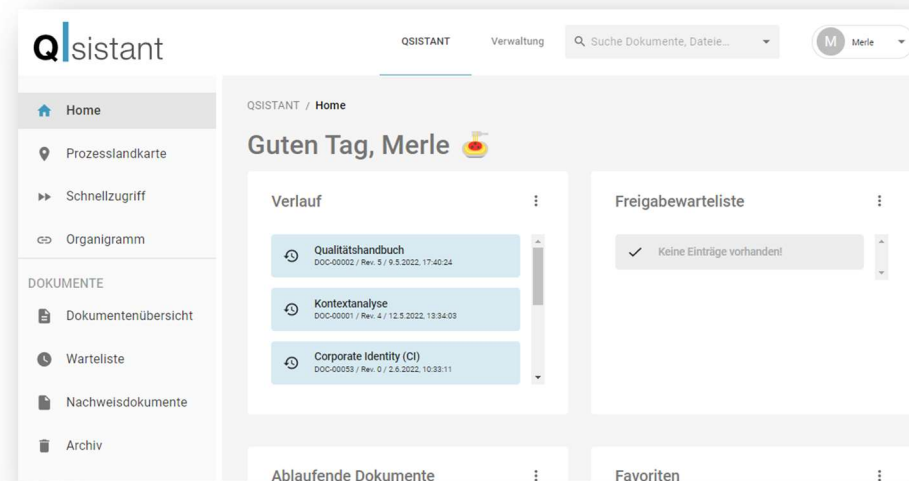 Qsistant
QSISTANT
Verwaltung
Suche Dokumente, Dateie...
M
Merle
Home
Prozesslandkarte
Schnellzugriff
Organigramm
DOKUMENTE
Dokumentenübersicht
Warteliste
Nachweisdokumente
Archiv
QSISTANT / Home
Guten Tag, Merle 🍝
Verlauf
Qualitätshandbuch
DOC-00002 / Rev. 5 / 9.5.2022, 17:40:24
Kontextanalyse
DOC-00001 / Rev. 4 / 12.5.2022, 13:34:03
Corporate Identity (CI)
DOC-00053 / Rev. 0 / 2.6.2022, 10:33:11
Freigabewarteliste
Keine Einträge vorhanden!
Ablaufende Dokumente
Favoriten